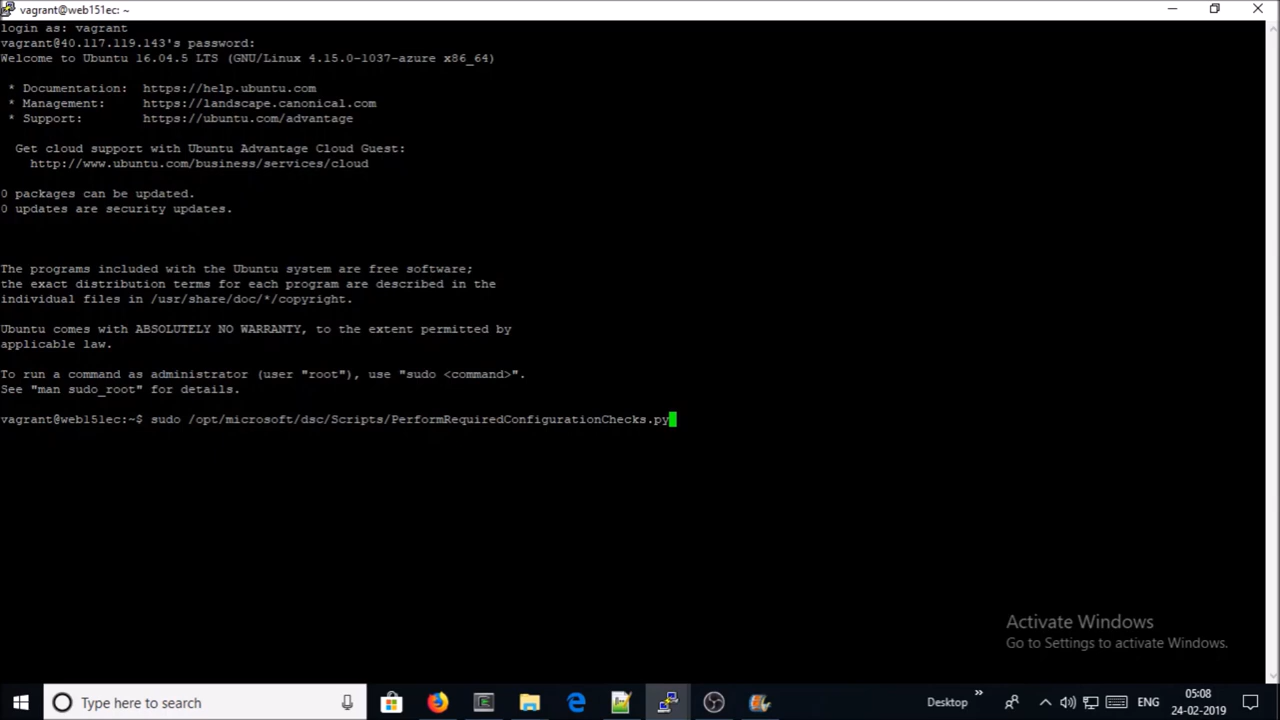 vagrant@web151ec: ~
login as: vagrant
vagrant@40.117.119.143's password:
Welcome to Ubuntu 16.04.5 LTS (GNU/Linux 4.15.0-1037-azure x86_64)
* Documentation: https://help.ubuntu.com
* Management: https://landscape.canonical.com
* Support: https://ubuntu.com/advantage
Get cloud support with Ubuntu Advantage Cloud Guest:
http://www.ubuntu.com/business/services/cloud
0 packages can be updated.
0 updates are security updates.
The programs included with the Ubuntu system are free software;
the exact distribution terms for each program are described in the
individual files in /usr/share/doc/*/copyright.
Ubuntu comes with ABSOLUTELY NO WARRANTY, to the extent permitted by
applicable law.
To run a command as administrator (user "root"), use "sudo <command>".
See "man sudo_root" for details.
vagrant@web151ec:~$ sudo /opt/microsoft/dsc/Scripts/PerformRequiredConfigurationChecks.py
Activate Windows
Go to Settings to activate Windows.
Type here to search
Desktop
»
ENG
05:08
24-02-2019